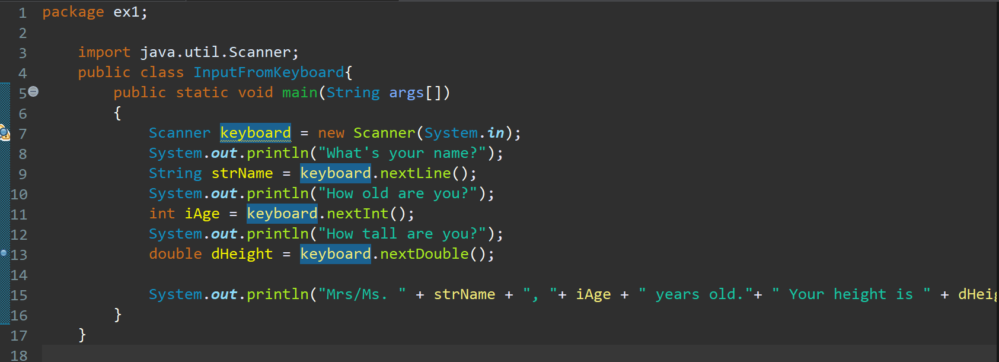 1 package ex1;
2
3 import java.util.Scanner;
4 public class InputFromKeyboard{
5 public static void main(String args[])
6 {
7 Scanner keyboard = new Scanner(System.in);
8 System.out.println("What's your name?");
9 String strName = keyboard.nextLine();
10 System.out.println("How old are you?");
11 int iAge = keyboard.nextInt();
12 System.out.println("How tall are you?");
13 double dHeight = keyboard.nextDouble();
14
15 System.out.println("Mrs/Ms. " + strName + ", "+ iAge + " years old."+ " Your height is " +
16 }
17 }
18